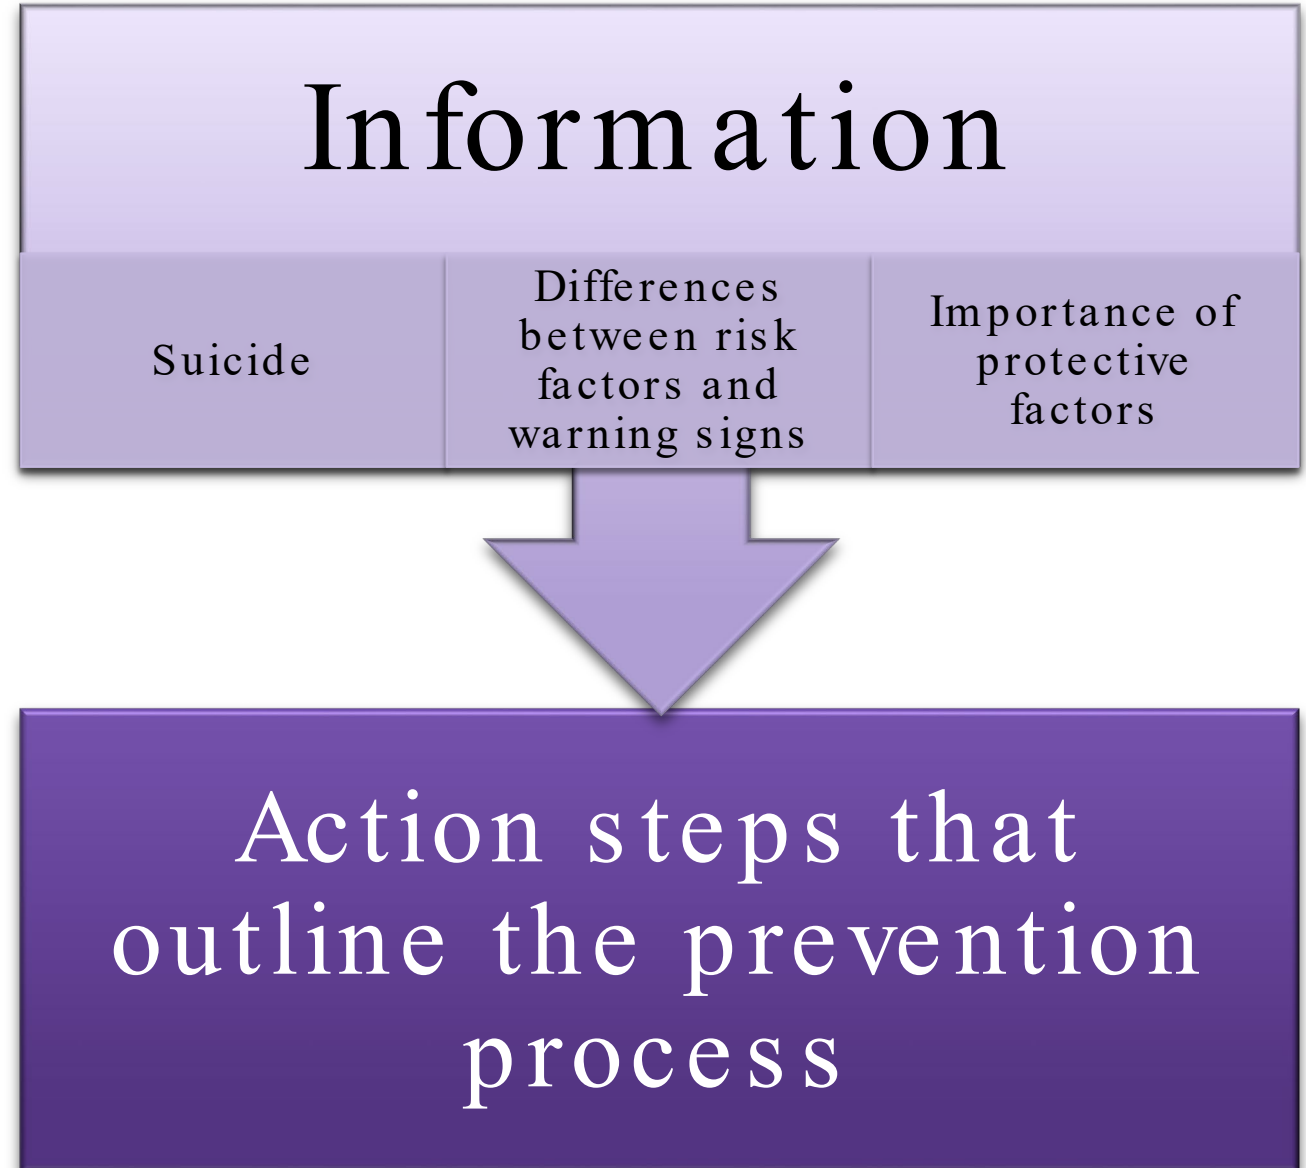 Information
Suicide
Differences
between risk
factors and
warning signs
Importance of
protective
factors
Action steps that
outline the prevention
process